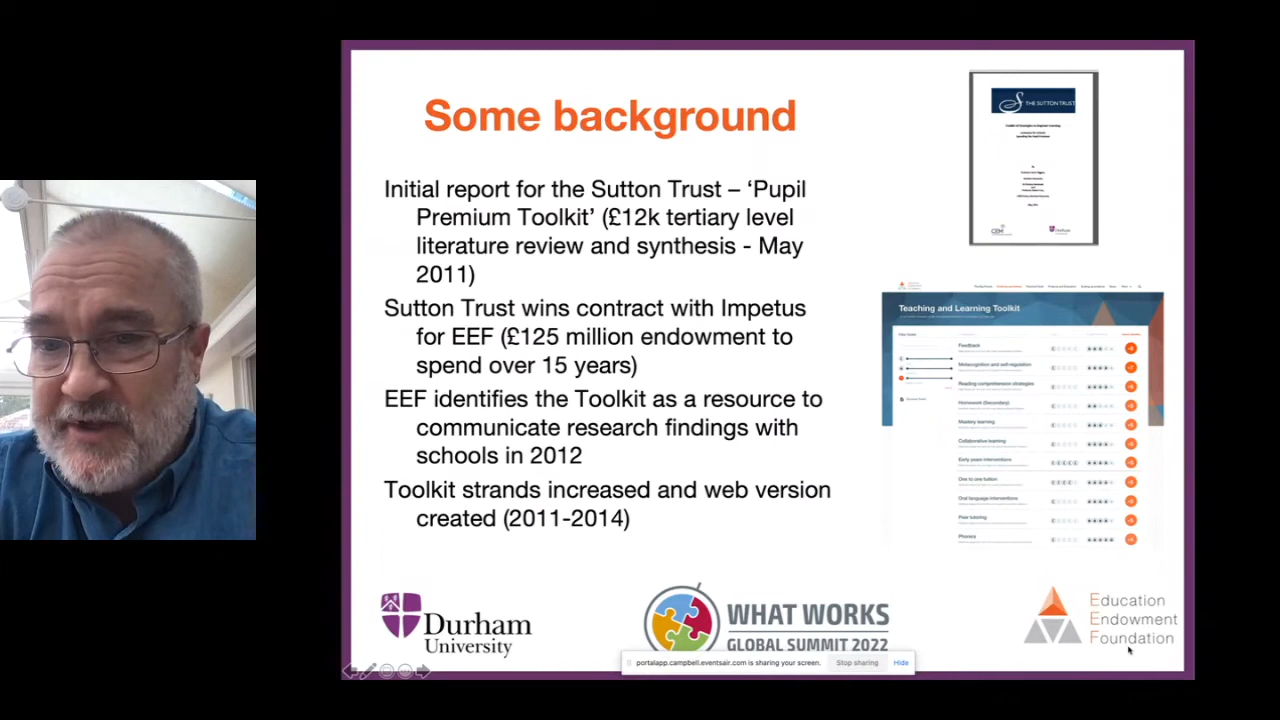 Some background
Initial report for the Sutton Trust – ‘Pupil
Premium Toolkit’ (£12k tertiary level
literature review and synthesis - May
2011)
Sutton Trust wins contract with Impetus
for EEF (£125 million endowment to
spend over 15 years)
EEF identifies the Toolkit as a resource to
communicate research findings with
schools in 2012
Toolkit strands increased and web version
created (2011-2014)
THE SUTTON TRUST
May 2011
CEM
Durham
Teaching and Learning Toolkit
Feedback
Metacognition and self-regulation
Reading comprehension strategies
Homework (Secondary)
Mastery learning
Collaborative learning
Early years interventions
One to one tuition
Oral language interventions
Peer tutoring
Phonics
Durham
University
WHAT WORKS
GLOBAL SUMMIT 2022
Education
Endowment
Foundation
portalapp.campbell.eventsair.com is sharing your screen.
Stop sharing
Hide